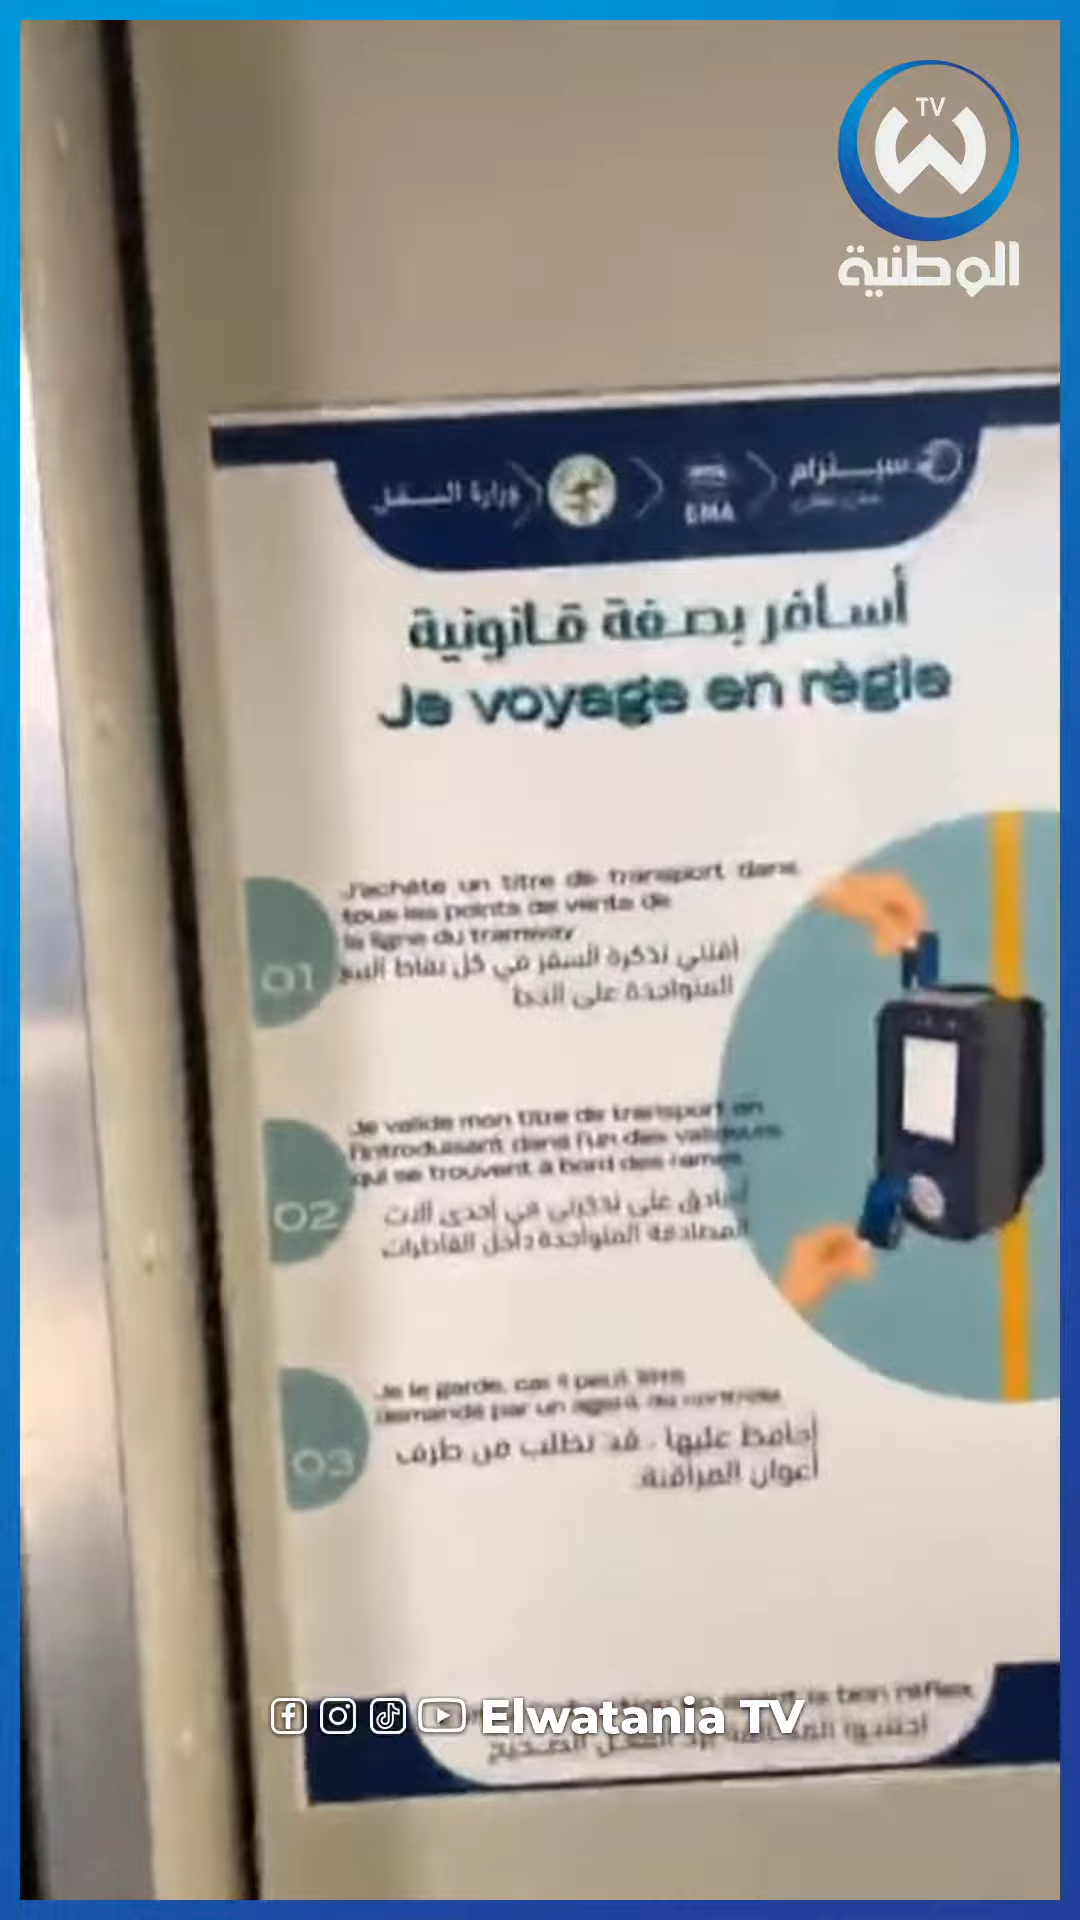 TV
الوطنية
وزارة النقل
EMA
سيترام
أسافر بصفة قانونية
Je voyage en règle
J'achète un titre de transport dans
tous les points de vente de
la ligne du tramway
01
أقتني تذكرة السفر في كل نقاط البيع
المتواجدة على الخط
Je valide mon titre de transport en
l'introduisant dans l'un des valideurs
qui se trouvent à bord des rames
02
أصادق على تذكرتي في إحدى آلات
المصادقة المتواجدة داخل القاطرات
Je le garde, car il peut être
demandé par un agent de contrôle
03
أحافظ عليها . قد تطلب من طرف
أعوان المراقبة.
le bon réflex
Elwatania TV